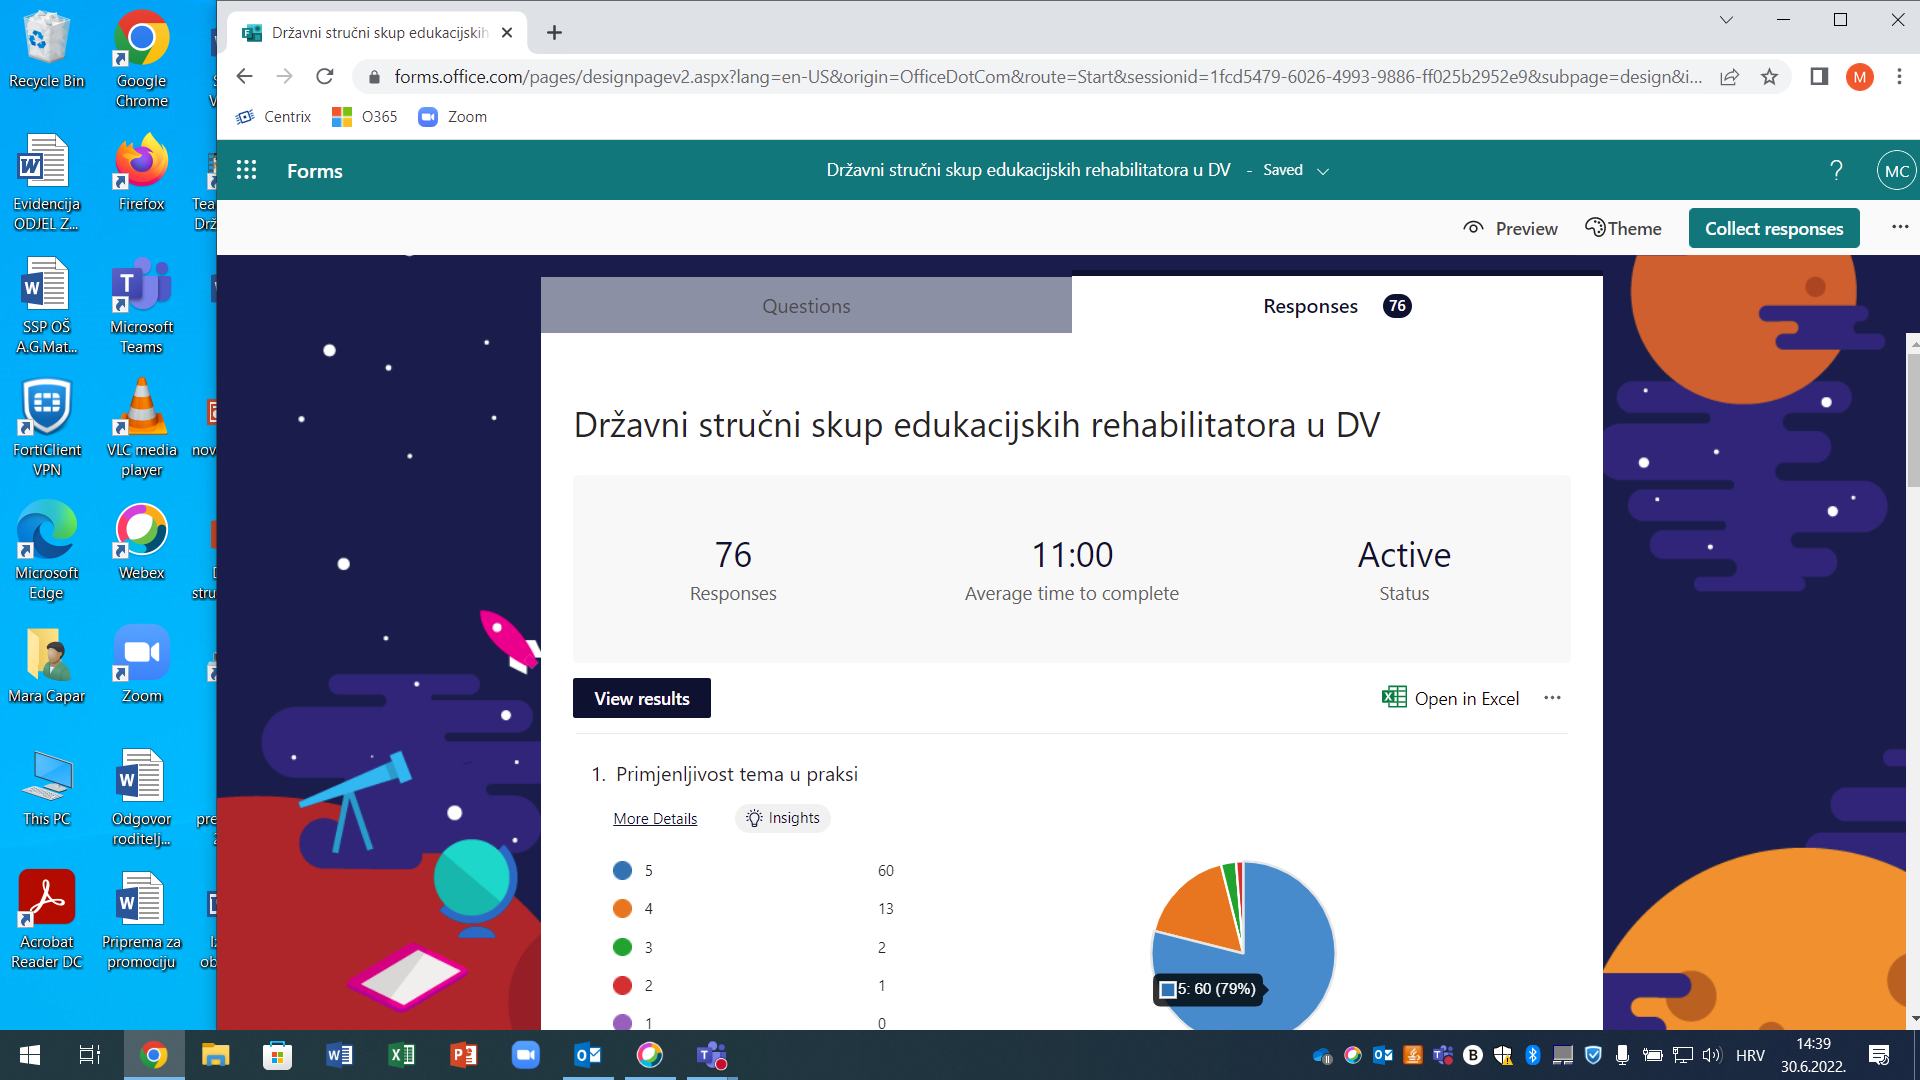 Državni stručni skup edukacijskih
forms.office.com/pages/designpagev2.aspx?lang=en-US&origin=OfficeDotCom&route=Start&sessionid=1fcd5479-6026-4993-9886-ff025b2952e9&subpage=design&i...
M
Centrix O365 Zoom
Forms
Državni stručni skup edukacijskih rehabilitatora u DV - Saved
? MC
Preview Theme Collect responses
Questions
Responses 76
Državni stručni skup edukacijskih rehabilitatora u DV
76 11:00 Active
Responses Average time to complete Status
View results
Open in Excel
1. Primjenljivost tema u praksi
More Details Insights
5 60
4 13
3 2
2 1
1 0
5: 60 (79%)
Recycle Bin
Google
Chrome
Evidencija
ODJEL Z...
Firefox
Tea
Drž
SSP OŠ
A.G.Mat...
Microsoft
Teams
FortiClient
VPN
VLC media
player
nov
Microsoft
Edge
Webex
stru
Mara Capar
Zoom
This PC
Odgovor
roditelj...
pre
Acrobat
Reader DC
Priprema za
promociju
ob
HRV
14:39
30.6.2022.